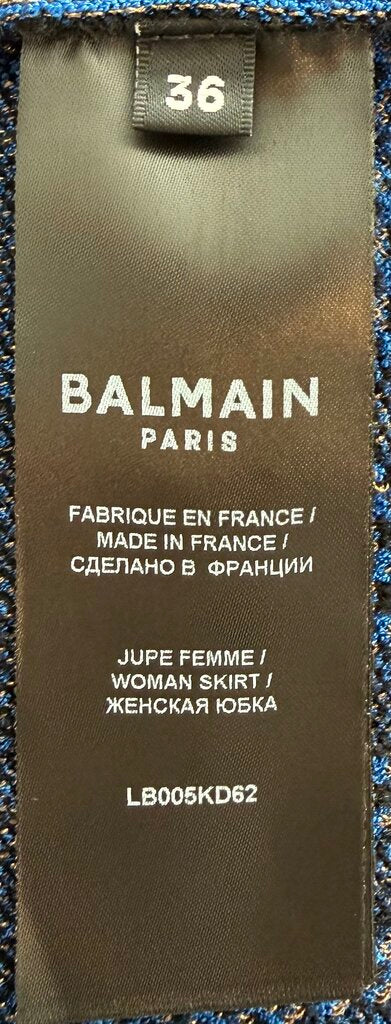 36
BALMAIN
PARIS
FABRIQUE EN FRANCE /
MADE IN FRANCE /
СДЕЛАНО В ФРАНЦИИ
JUPE FEMME /
WOMAN SKIRT /
ЖЕНСКАЯ ЮБКА
LB005KD62